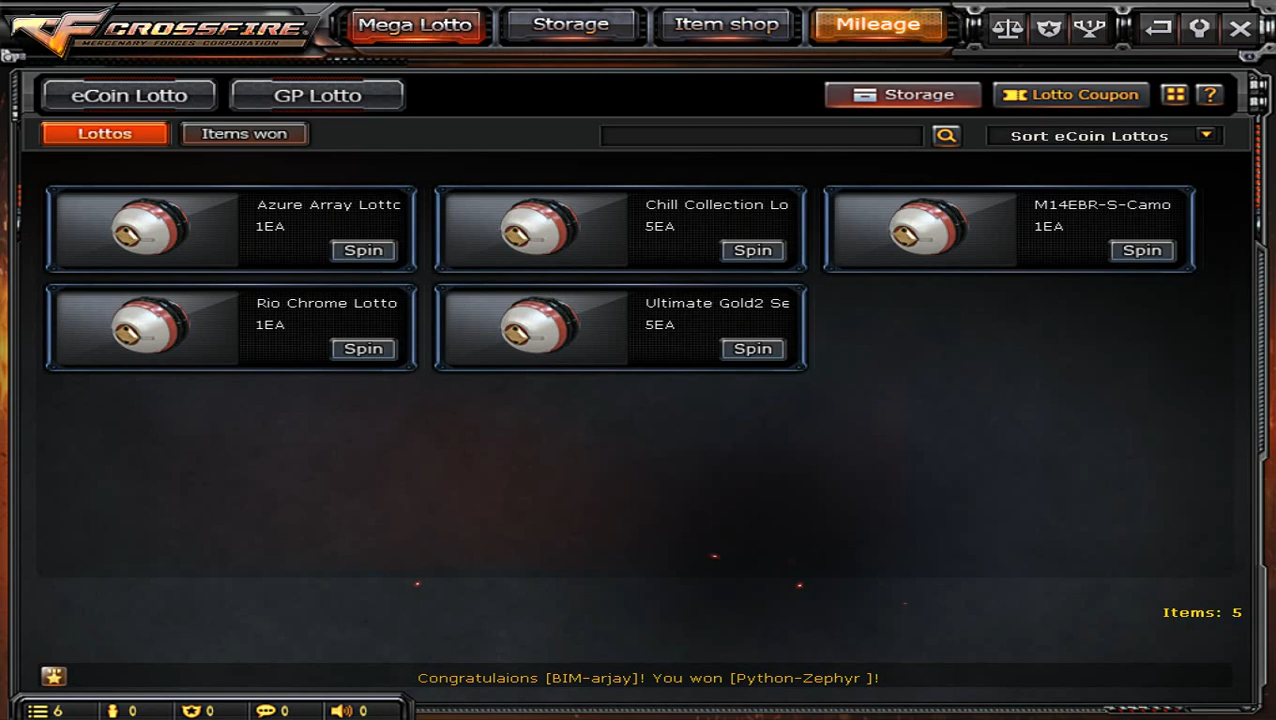 CROSSFIRE
MERCENARY FORCES CORPORATION
Mega Lotto
Storage
Item shop
Mileage
eCoin Lotto
GP Lotto
Storage
Lotto Coupon
?
Lottos
Items won
Sort eCoin Lottos
Azure Array Lotto
1EA
Spin
Chill Collection Lo
5EA
Spin
M14EBR-S-Camo
1EA
Spin
Rio Chrome Lotto
1EA
Spin
Ultimate Gold2 Se
5EA
Spin
Items: 5
Congratulaions [BIM-arjay]! You won [Python-Zephyr ]!
6
0
0
0
0